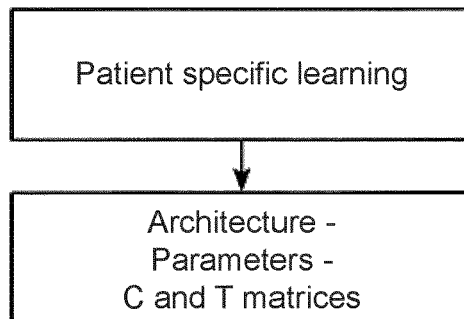 Patient specific learning
Architecture -
Parameters -
C and T matrices